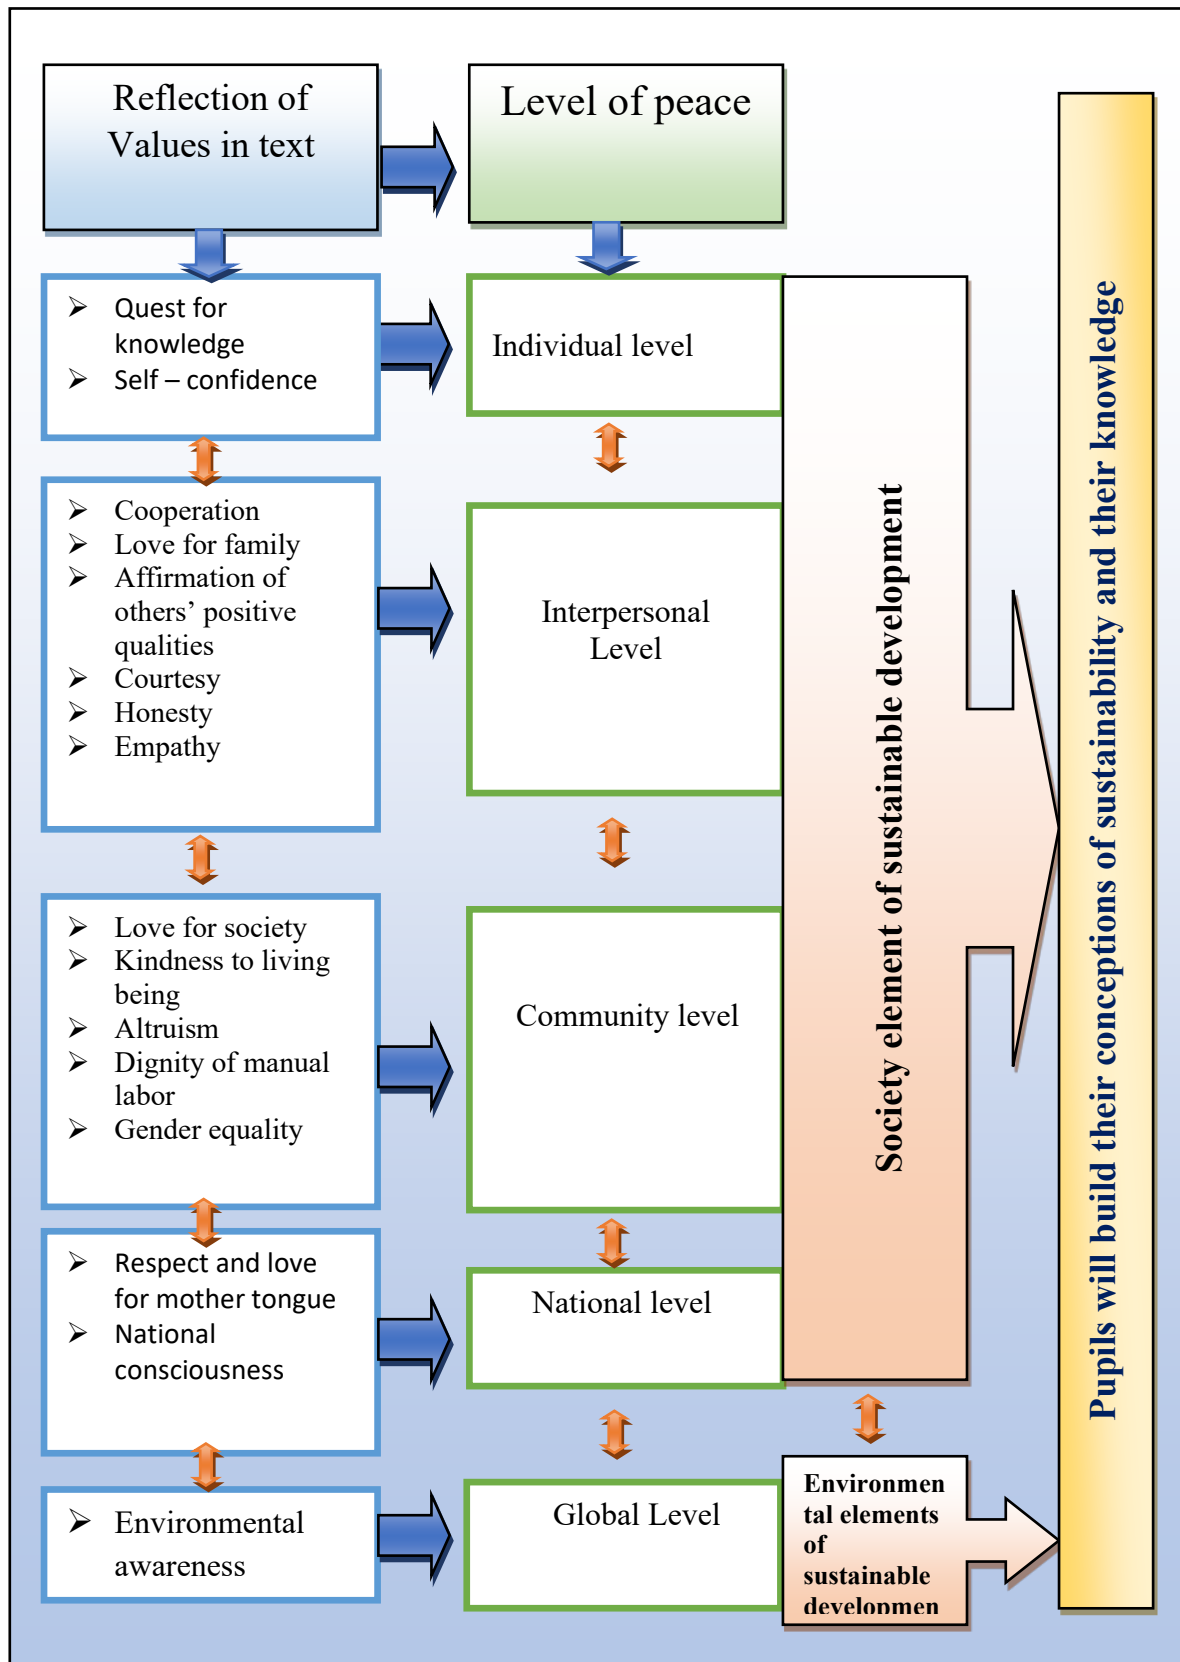 Reflection of
Values in text
Level of peace
➢ Quest for
knowledge
➢ Self – confidence
Individual level
➢ Cooperation
➢ Love for family
➢ Affirmation of
others’ positive
qualities
➢ Courtesy
➢ Honesty
➢ Empathy
Interpersonal
Level
➢ Love for society
➢ Kindness to living
being
➢ Altruism
➢ Dignity of manual
labor
➢ Gender equality
Community level
➢ Respect and love
for mother tongue
➢ National
consciousness
National level
➢ Environmental
awareness
Global Level
Society element of sustainable development
Environmen
tal elements
of
sustainable
developmen
Pupils will build their conceptions of sustainability and their knowledge